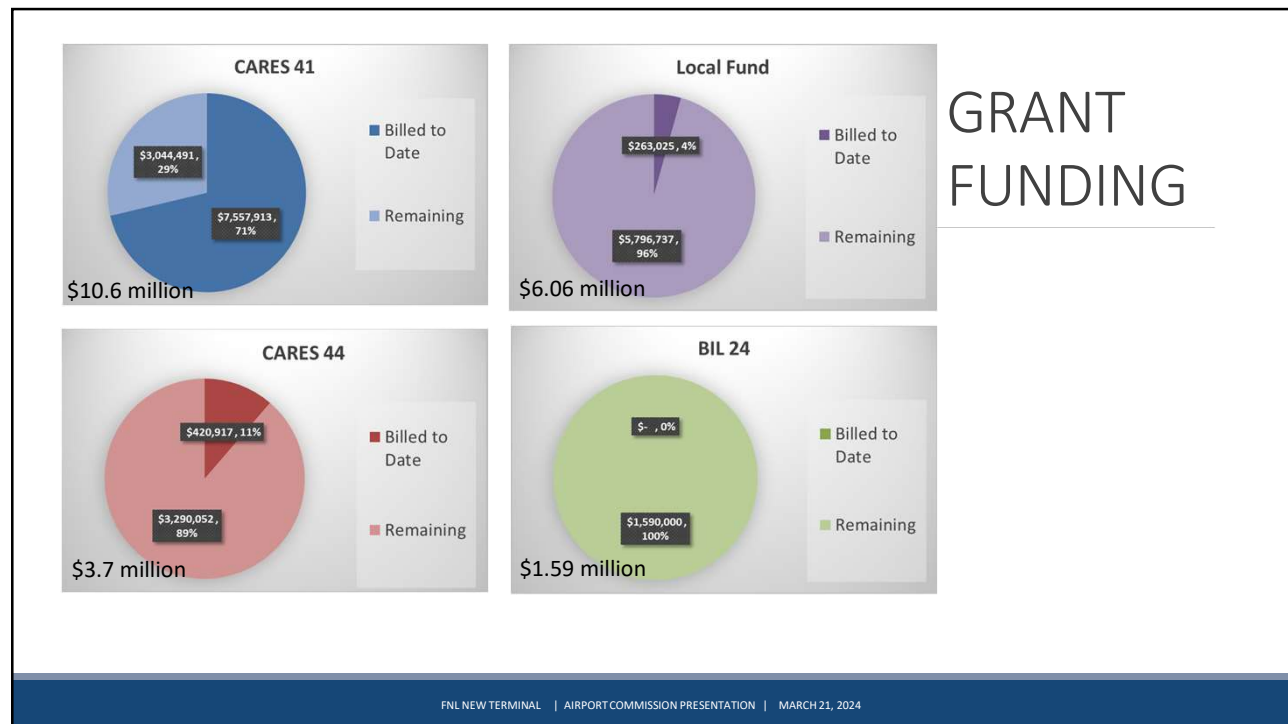 CARES 41
$3,044,491,
29%
$7,557,913,
71%
Billed to
Date
Remaining
$10.6 million
Local Fund
$263,025, 4%
$5,796,737,
96%
Billed to
Date
Remaining
$6.06 million
GRANT
FUNDING
CARES 44
$420,917, 11%
$3,290,052,
89%
Billed to
Date
Remaining
$3.7 million
BIL 24
$- , 0%
$1,590,000,
100%
Billed to
Date
Remaining
$1.59 million
FNL NEW TERMINAL | AIRPORT COMMISSION PRESENTATION | MARCH 21, 2024